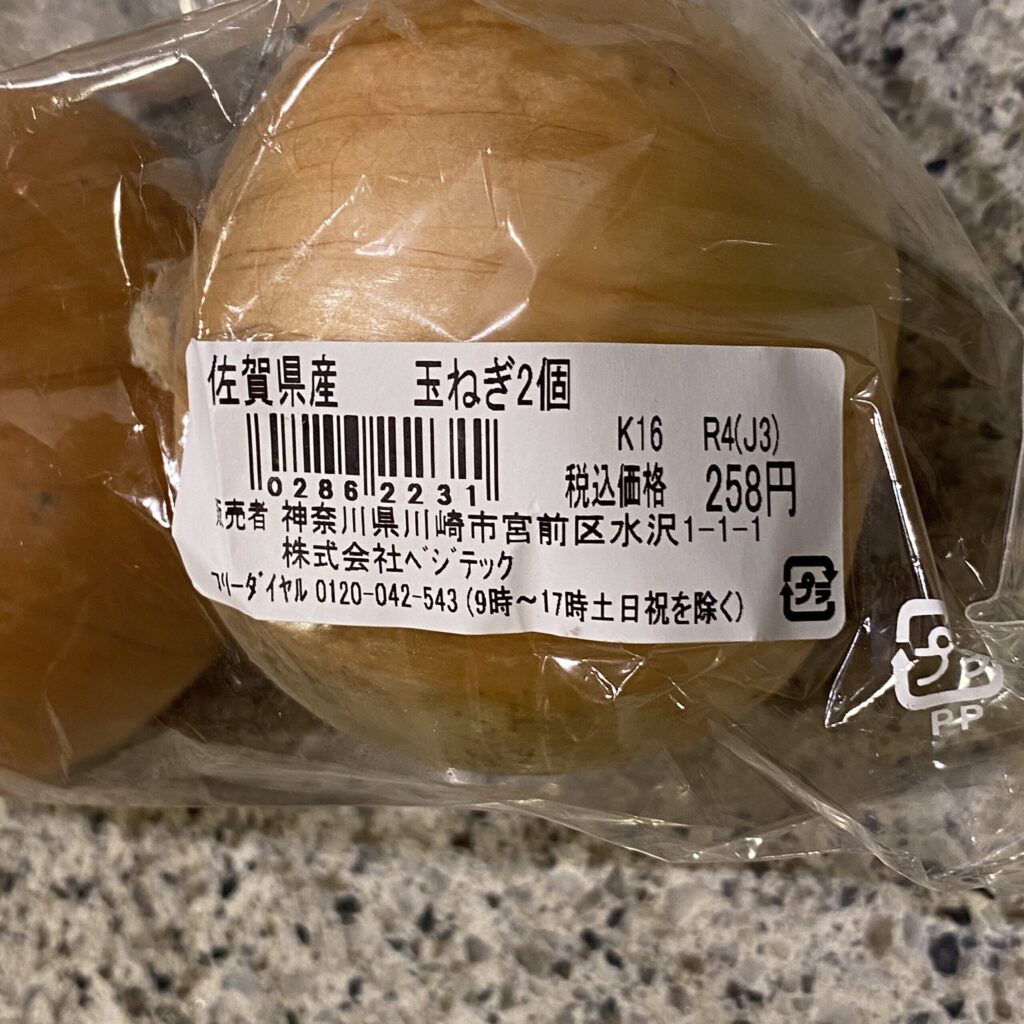 佐賀県産 玉ねぎ2個
K16 R4(J3)
02862231
税込価格 258円
販売者 神奈川県川崎市宮前区水沢1-1-1
株式会社ベジテック
フリーダイヤル 0120-042-543 (9時~17時土日祝を除く)
プラ
プラ
PP